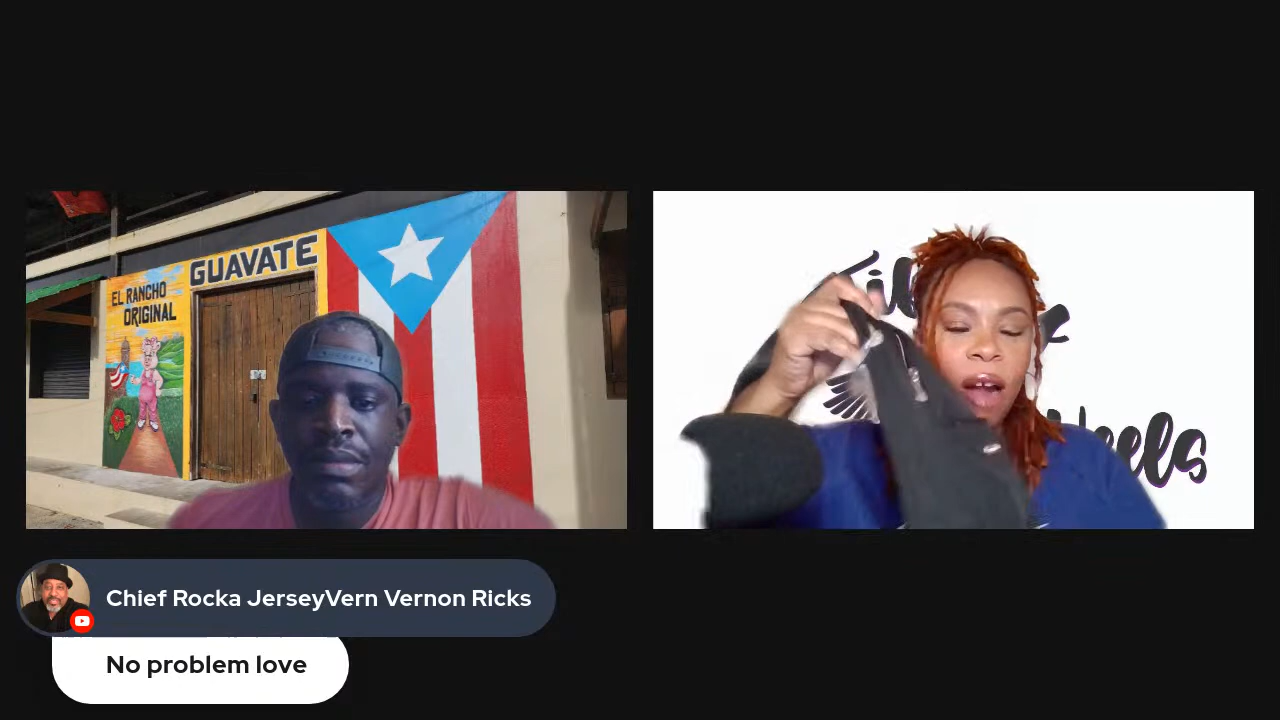 GUAVATE
EL RANCHO
ORIGINAL
Chief Rocka JerseyVern Vernon Ricks
No problem love